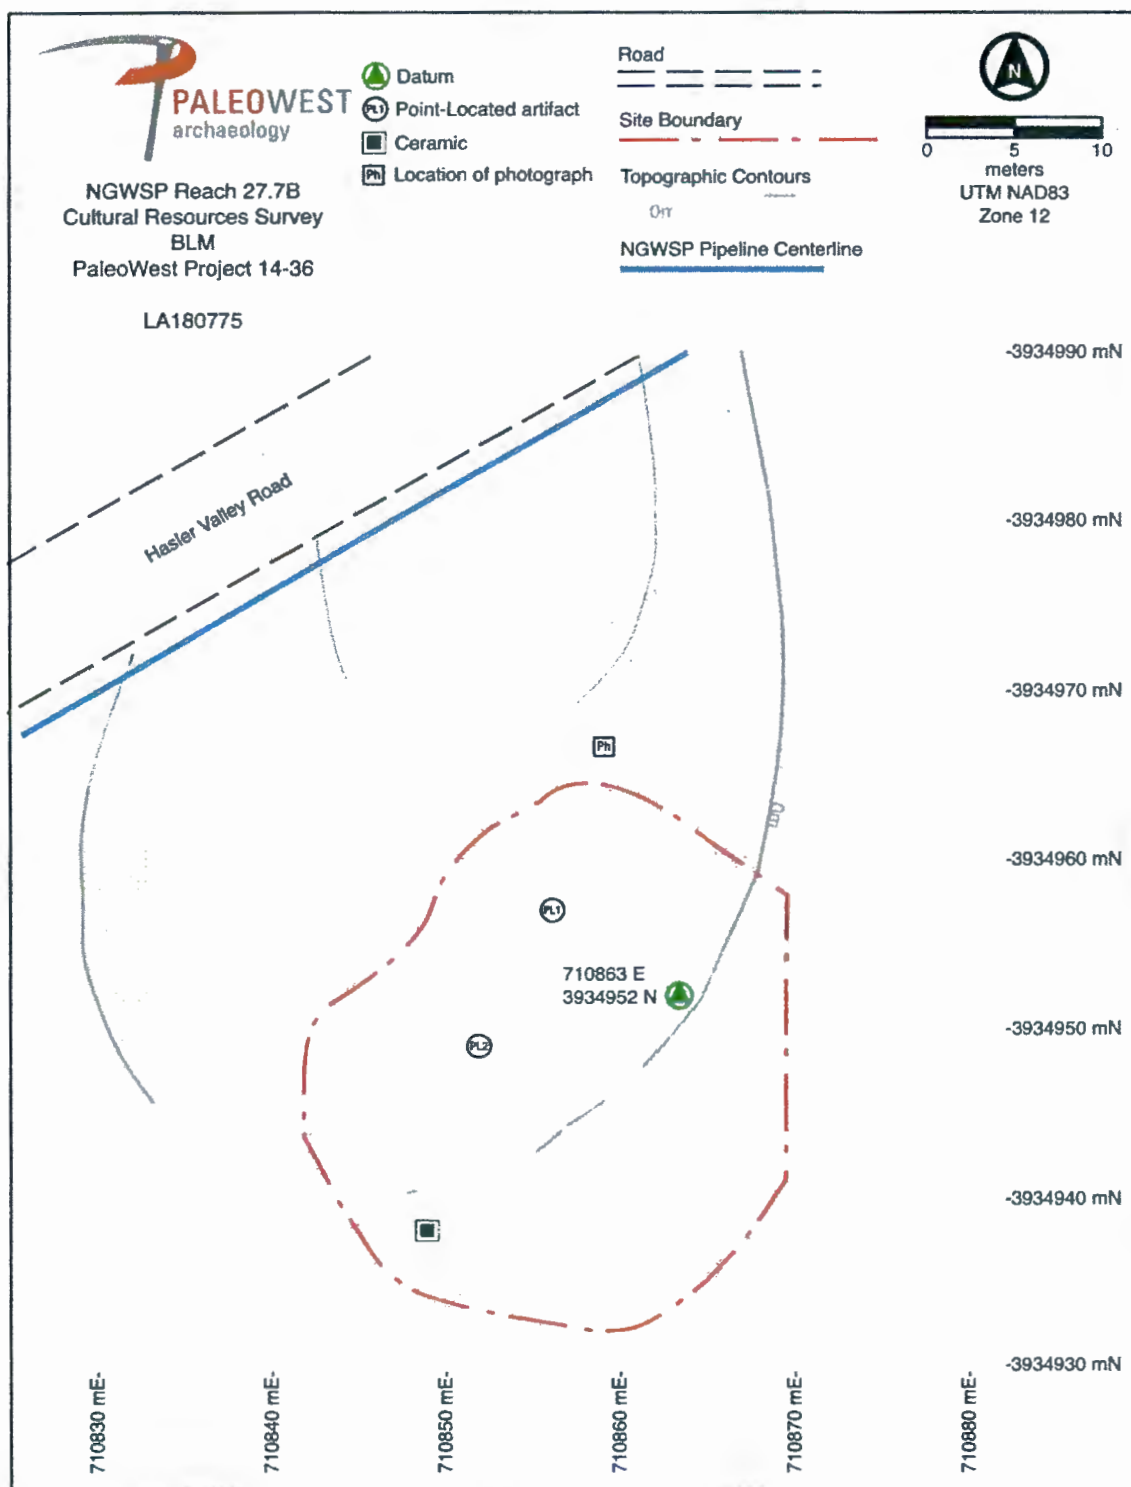 PALEOWEST
archaeology
NGWSP Reach 27.7B
Cultural Resources Survey
BLM
PaleoWest Project 14-36
LA180775
Datum
PL1 Point-Located artifact
Ceramic
Ph Location of photograph
Road
Site Boundary
Topographic Contours
NGWSP Pipeline Centerline
N
0 5 10
meters
UTM NAD83
Zone 12
-3934990 mN
Hasler Valley Road
-3934980 mN
-3934970 mN
Ph
-3934960 mN
PL1
710863 E
3934952 N
-3934950 mN
PL2
-3934940 mN
-3934930 mN
710830 mE-
710840 mE-
710850 mE-
710860 mE-
710870 mE-
710880 mE-